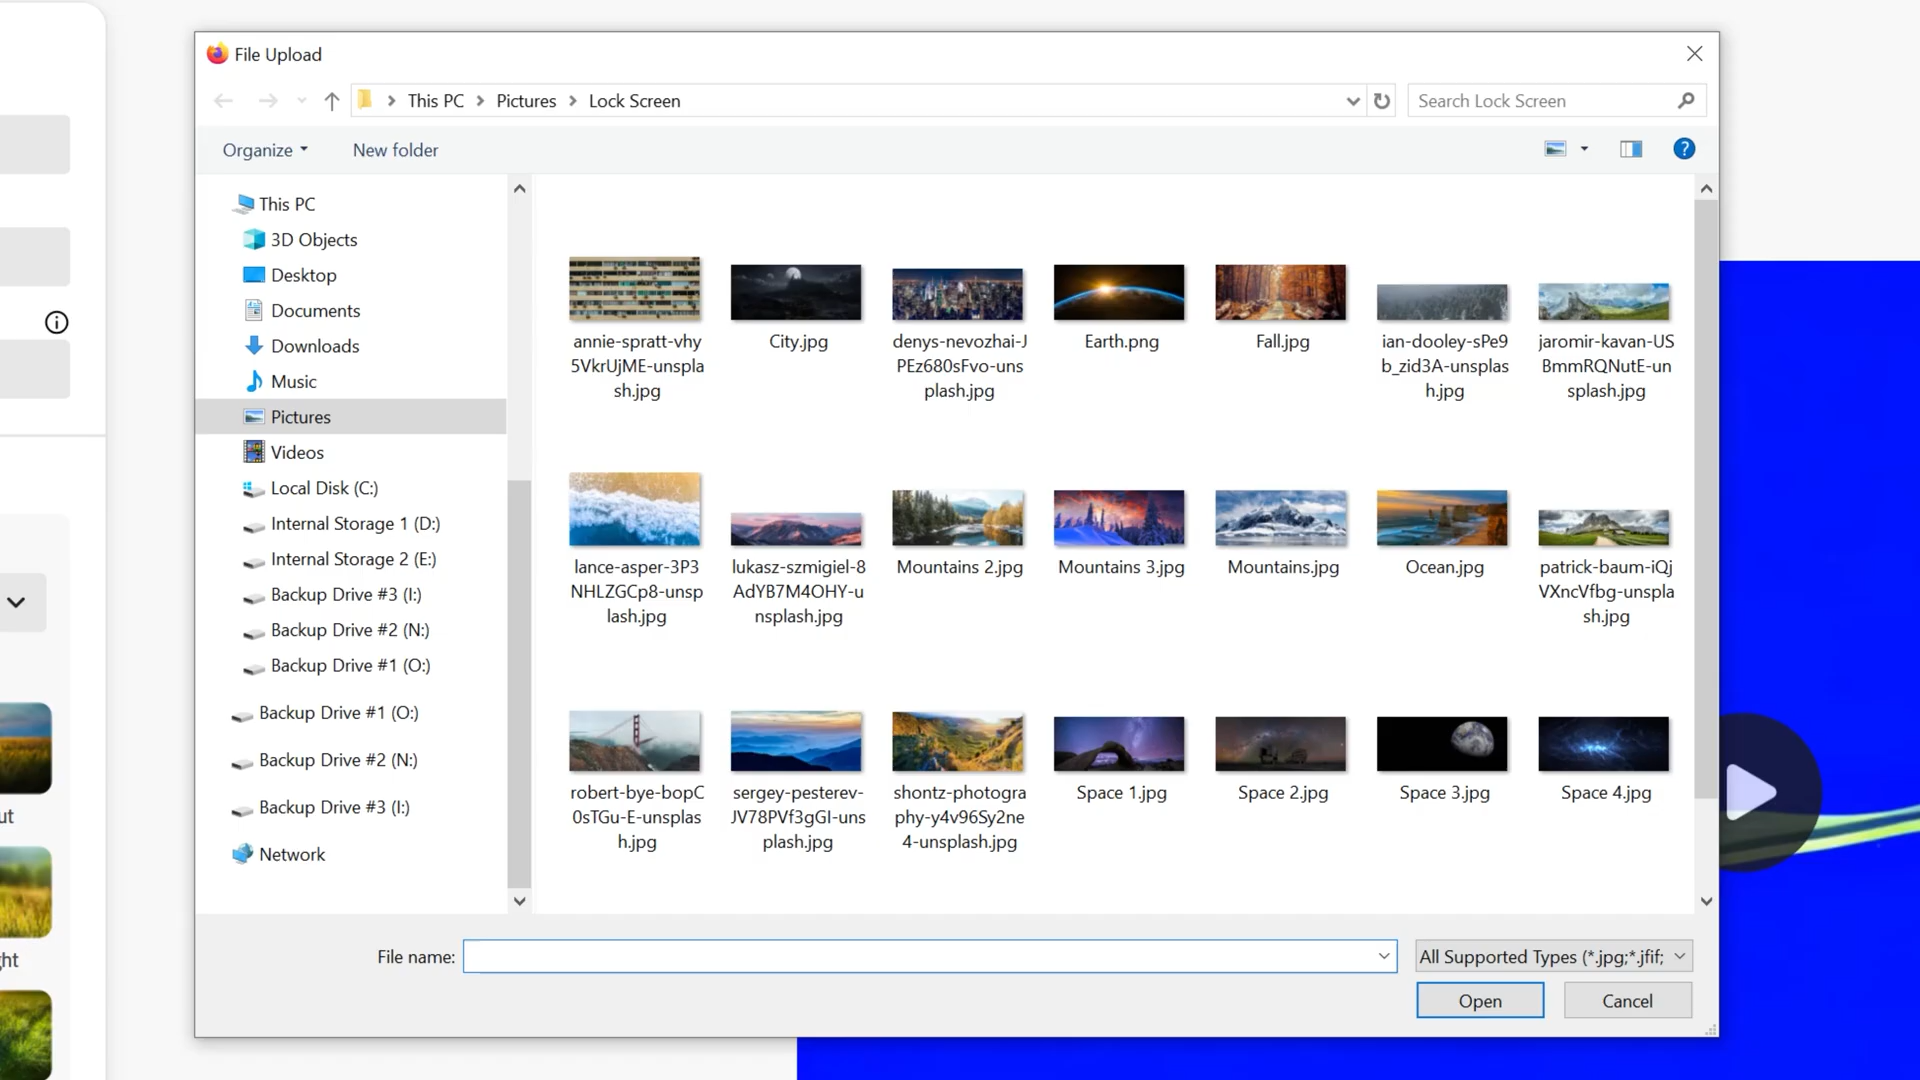 File Upload
This PC
Pictures
Lock Screen
Search Lock Screen
Organize
New folder
This PC
3D Objects
Desktop
Documents
Downloads
Music
Pictures
Videos
Local Disk (C:)
Internal Storage 1 (D:)
Internal Storage 2 (E:)
Backup Drive #3 (I:)
Backup Drive #2 (N:)
Backup Drive #1 (O:)
Backup Drive #1 (O:)
Backup Drive #2 (N:)
Backup Drive #3 (I:)
Network
annie-spratt-vhy
5VkrUjME-unspla
sh.jpg
City.jpg
denys-nevozhai-J
PEz680sFvo-uns
plash.jpg
Earth.png
Fall.jpg
ian-dooley-sPe9
b_zid3A-unsplas
h.jpg
jaromir-kavan-US
BmmRQNutE-un
splash.jpg
lance-asper-3P3
NHLZGCp8-unsp
lash.jpg
lukasz-szmigiel-8
AdYB7M4OHY-u
nsplash.jpg
Mountains 2.jpg
Mountains 3.jpg
Mountains.jpg
Ocean.jpg
patrick-baum-iQj
VXncVfbg-unspla
sh.jpg
robert-bye-bopC
0sTGu-E-unsplas
h.jpg
sergey-pesterev-
JV78PVf3gGI-uns
plash.jpg
shontz-photogra
phy-y4v96Sy2ne
4-unsplash.jpg
Space 1.jpg
Space 2.jpg
Space 3.jpg
Space 4.jpg
ut
ght
File name:
All Supported Types (*.jpg;*.jfif;
Open
Cancel